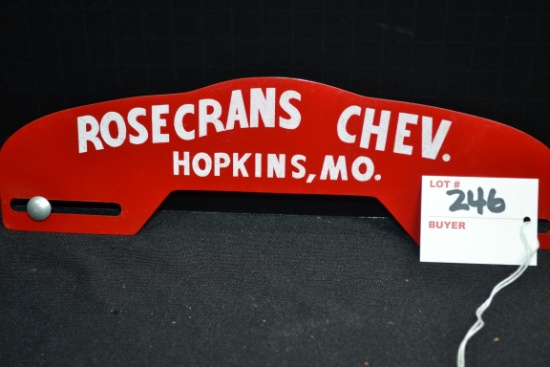 ROSECRANS CHEV.
HOPKINS, MO.
LOT # 246
BUYER